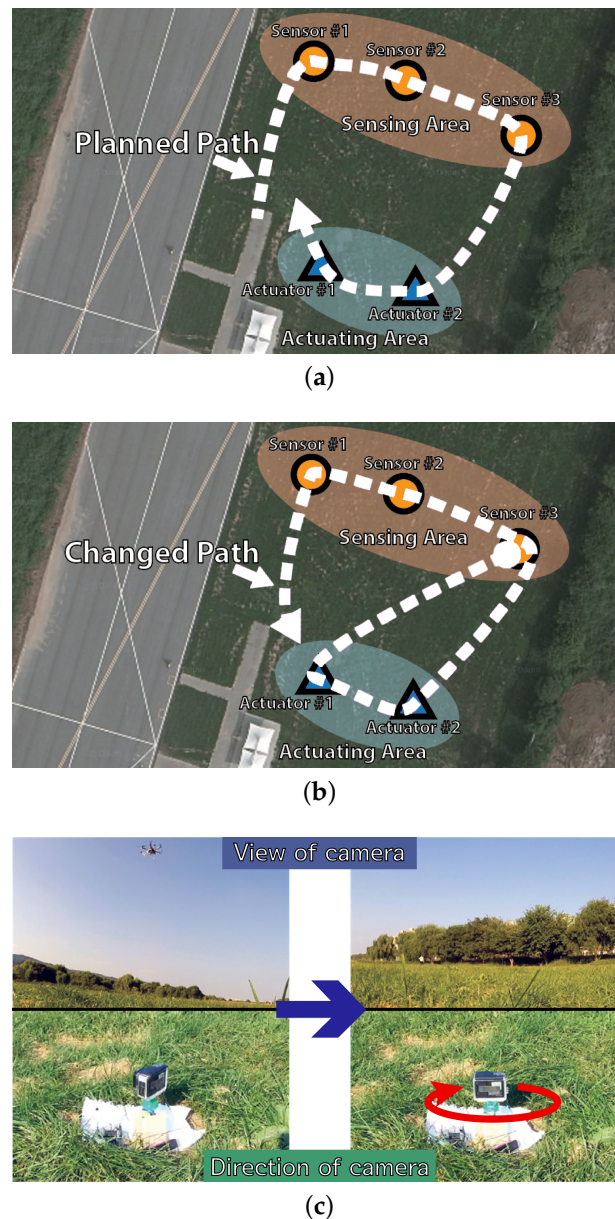 Sensor #1
Sensor #2
Sensor #3
Sensing Area
Planned Path
Actuator #1
Actuator #2
Actuating Area
(a)
Sensor #1
Sensor #2
Sensor #3
Sensing Area
Changed Path
Actuator #1
Actuator #2
Actuating Area
(b)
View of camera
Direction of camera
(c)